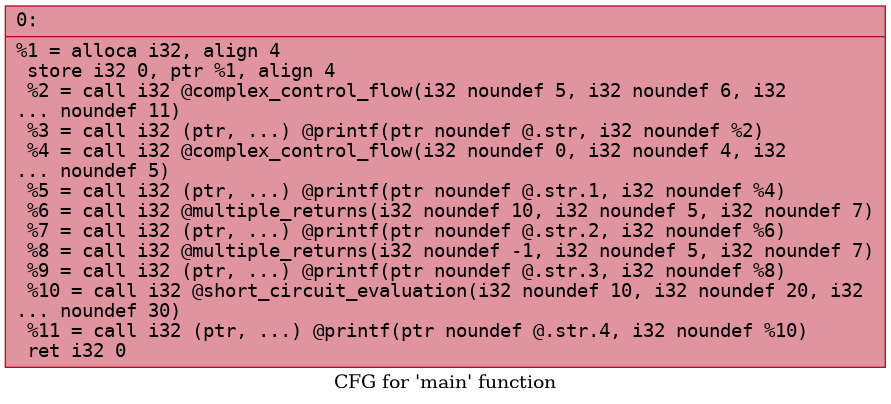 0:
%1 = alloca i32, align 4
store i32 0, ptr %1, align 4
%2 = call i32 @complex_control_flow(i32 noundef 5, i32 noundef 6, i32
... noundef 11)
%3 = call i32 (ptr, ...) @printf(ptr noundef @.str, i32 noundef %2)
%4 = call i32 @complex_control_flow(i32 noundef 0, i32 noundef 4, i32
... noundef 5)
%5 = call i32 (ptr, ...) @printf(ptr noundef @.str.1, i32 noundef %4)
%6 = call i32 @multiple_returns(i32 noundef 10, i32 noundef 5, i32 noundef 7)
%7 = call i32 (ptr, ...) @printf(ptr noundef @.str.2, i32 noundef %6)
%8 = call i32 @multiple_returns(i32 noundef -1, i32 noundef 5, i32 noundef 7)
%9 = call i32 (ptr, ...) @printf(ptr noundef @.str.3, i32 noundef %8)
%10 = call i32 @short_circuit_evaluation(i32 noundef 10, i32 noundef 20, i32
... noundef 30)
%11 = call i32 (ptr, ...) @printf(ptr noundef @.str.4, i32 noundef %10)
ret i32 0
CFG for 'main' function